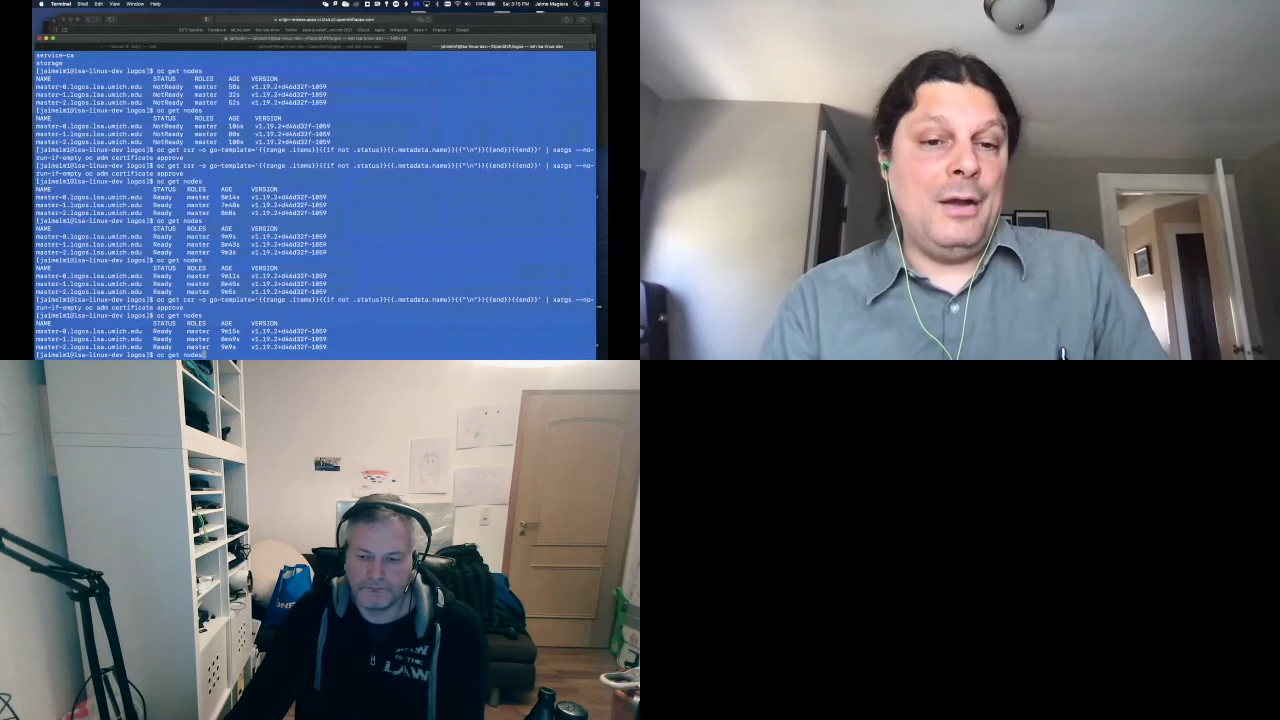 Terminal Shell Edit View Window Help 100% Sat 3:15 PM Jaime Magiera
service-ca
storage
[jaimelm1@lsa-linux-dev logos]$ oc get nodes
NAME STATUS ROLES AGE VERSION
master-0.logos.lsa.umich.edu NotReady master 58s v1.19.2+d46d32f-1059
master-1.logos.lsa.umich.edu NotReady master 32s v1.19.2+d46d32f-1059
master-2.logos.lsa.umich.edu NotReady master 52s v1.19.2+d46d32f-1059
[jaimelm1@lsa-linux-dev logos]$ oc get nodes
NAME STATUS ROLES AGE VERSION
master-0.logos.lsa.umich.edu NotReady master 106s v1.19.2+d46d32f-1059
master-1.logos.lsa.umich.edu NotReady master 80s v1.19.2+d46d32f-1059
master-2.logos.lsa.umich.edu NotReady master 100s v1.19.2+d46d32f-1059
[jaimelm1@lsa-linux-dev logos]$ oc get csr -o go-template='{{range .items}}{{if not .status}}{{.metadata.name}}{{"\n"}}{{end}}{{end}}' | xargs --no-
run-if-empty oc adm certificate approve
[jaimelm1@lsa-linux-dev logos]$ oc get csr -o go-template='{{range .items}}{{if not .status}}{{.metadata.name}}{{"\n"}}{{end}}{{end}}' | xargs --no-
run-if-empty oc adm certificate approve
[jaimelm1@lsa-linux-dev logos]$ oc get nodes
NAME STATUS ROLES AGE VERSION
master-0.logos.lsa.umich.edu Ready master 8m14s v1.19.2+d46d32f-1059
master-1.logos.lsa.umich.edu Ready master 7m48s v1.19.2+d46d32f-1059
master-2.logos.lsa.umich.edu Ready master 8m8s v1.19.2+d46d32f-1059
[jaimelm1@lsa-linux-dev logos]$ oc get nodes
NAME STATUS ROLES AGE VERSION
master-0.logos.lsa.umich.edu Ready master 9m9s v1.19.2+d46d32f-1059
master-1.logos.lsa.umich.edu Ready master 8m43s v1.19.2+d46d32f-1059
master-2.logos.lsa.umich.edu Ready master 9m3s v1.19.2+d46d32f-1059
[jaimelm1@lsa-linux-dev logos]$ oc get nodes
NAME STATUS ROLES AGE VERSION
master-0.logos.lsa.umich.edu Ready master 9m11s v1.19.2+d46d32f-1059
master-1.logos.lsa.umich.edu Ready master 8m45s v1.19.2+d46d32f-1059
master-2.logos.lsa.umich.edu Ready master 9m5s v1.19.2+d46d32f-1059
[jaimelm1@lsa-linux-dev logos]$ oc get csr -o go-template='{{range .items}}{{if not .status}}{{.metadata.name}}{{"\n"}}{{end}}{{end}}' | xargs --no-
run-if-empty oc adm certificate approve
[jaimelm1@lsa-linux-dev logos]$ oc get nodes
NAME STATUS ROLES AGE VERSION
master-0.logos.lsa.umich.edu Ready master 9m15s v1.19.2+d46d32f-1059
master-1.logos.lsa.umich.edu Ready master 8m49s v1.19.2+d46d32f-1059
master-2.logos.lsa.umich.edu Ready master 9m9s v1.19.2+d46d32f-1059
[jaimelm1@lsa-linux-dev logos]$ oc get nodes
IS THE
LAW